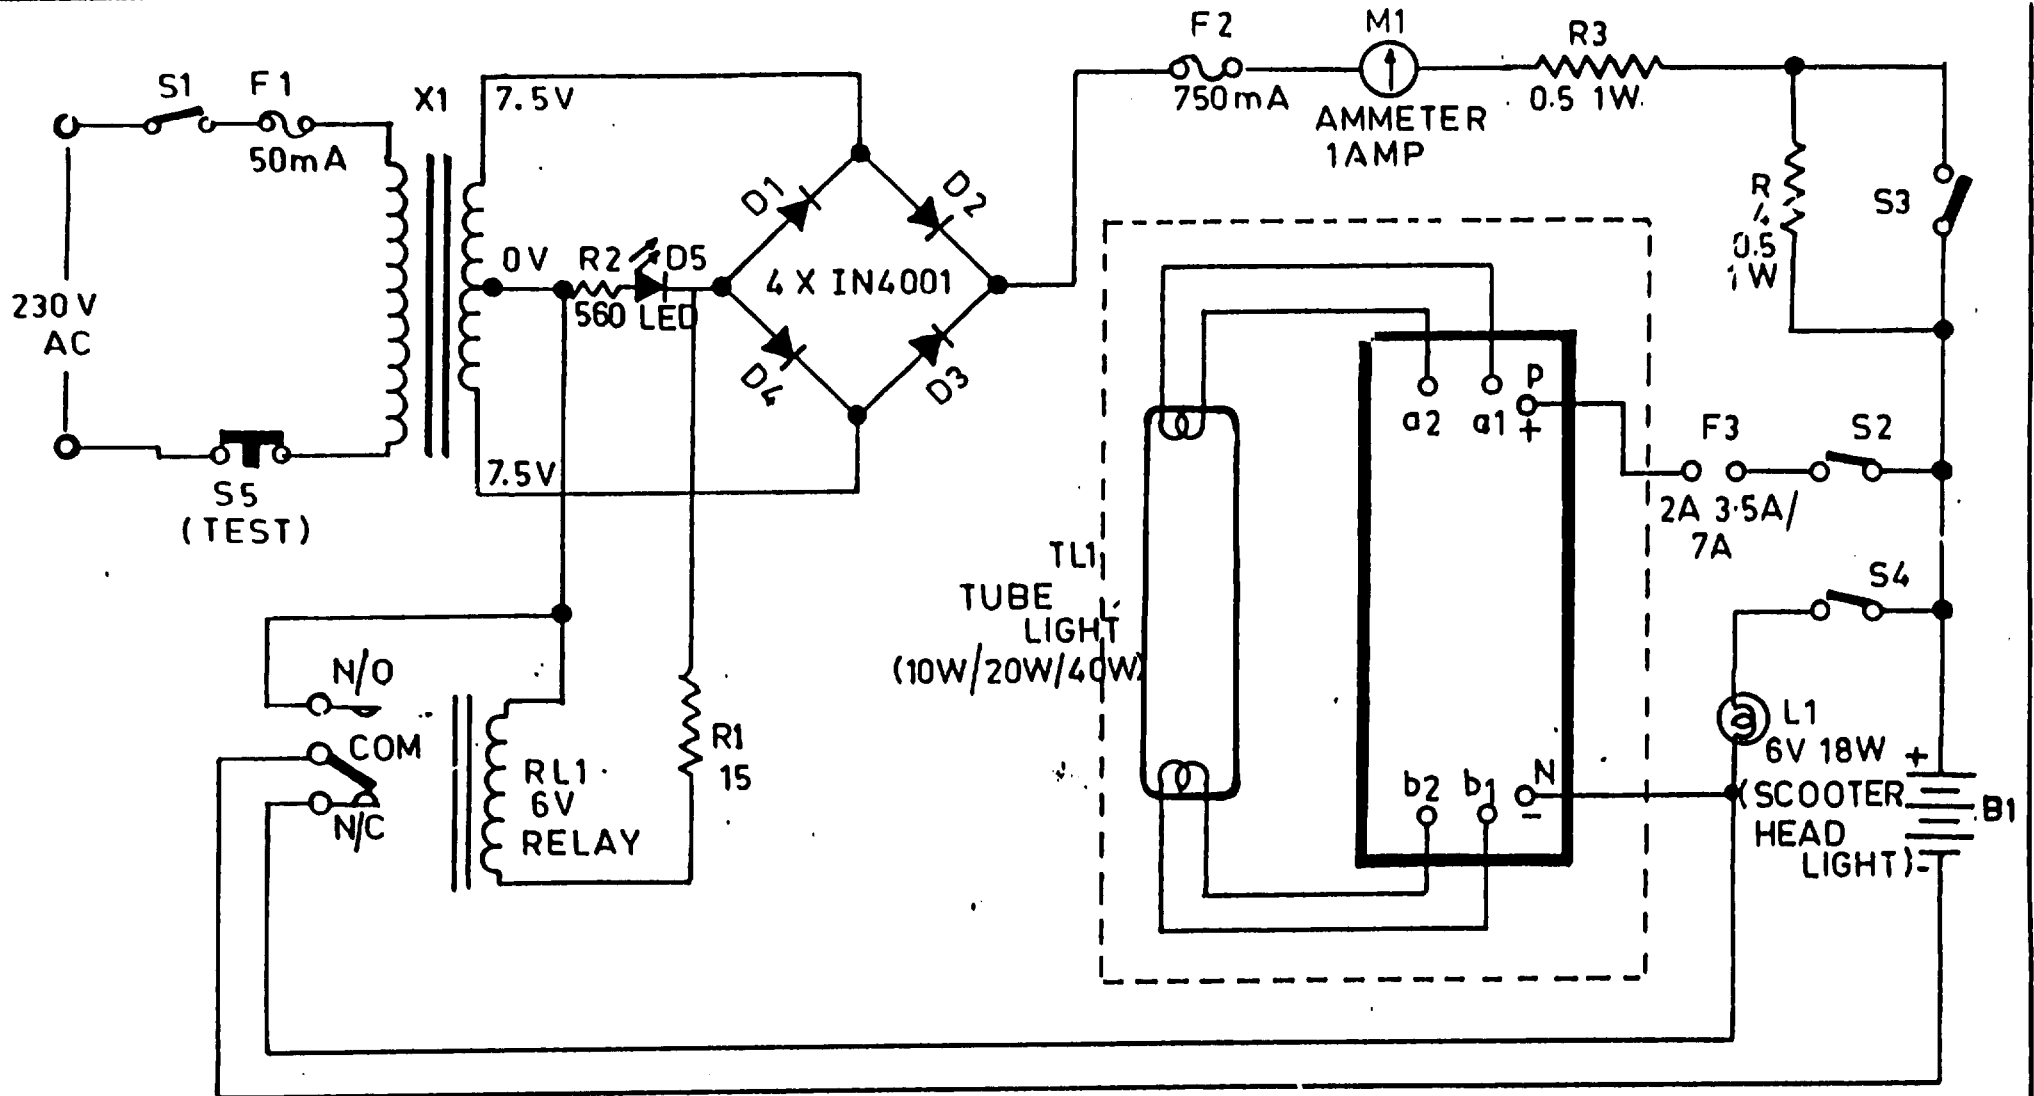 S1
F1
50mA
X1
7.5V
230V
AC
S5
(TEST)
0V
R2
560
D5
LED
D1
D2
D3
D4
4 X IN4001
7.5V
F2
750mA
M1
AMMETER
1AMP
R3
0.5 1W
R
4
0.5
1W
S3
a2
a1
P
+
F3
2A 3.5A/
7A
S2
TL1
TUBE
LIGHT
(10W/20W/40W)
S4
N/O
COM
N/C
RL1
6V
RELAY
R1
15
b2
b1
N
-
L1
6V 18W
(SCOOTER
HEAD
LIGHT)
+
B1
-